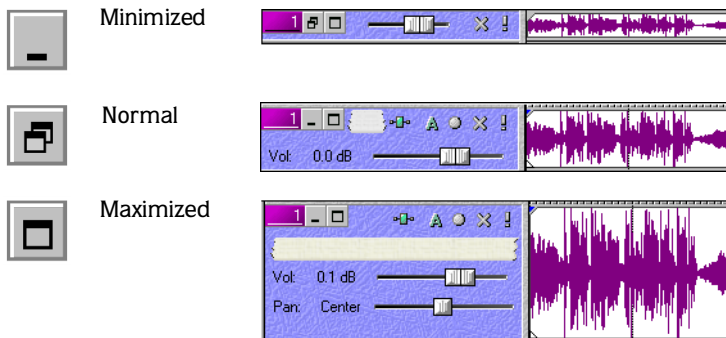 Minimized
1
Normal
1
A
Vol: 0.0 dB
Maximized
1
A
Vol: 0.1 dB
Pan: Center